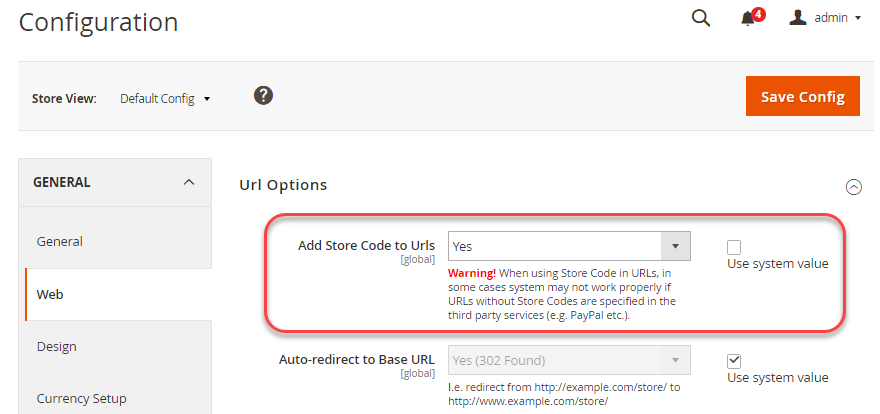 Configuration
4
admin
Store View: Default Config
?
Save Config
GENERAL
General
Web
Design
Currency Setup
Url Options
Add Store Code to Urls
[global]
Yes
Use system value
Warning! When using Store Code in URLs, in
some cases system may not work properly if
URLs without Store Codes are specified in the
third party services (e.g. PayPal etc.).
Auto-redirect to Base URL
[global]
Yes (302 Found)
Use system value
I.e. redirect from http://example.com/store/ to
http://www.example.com/store/